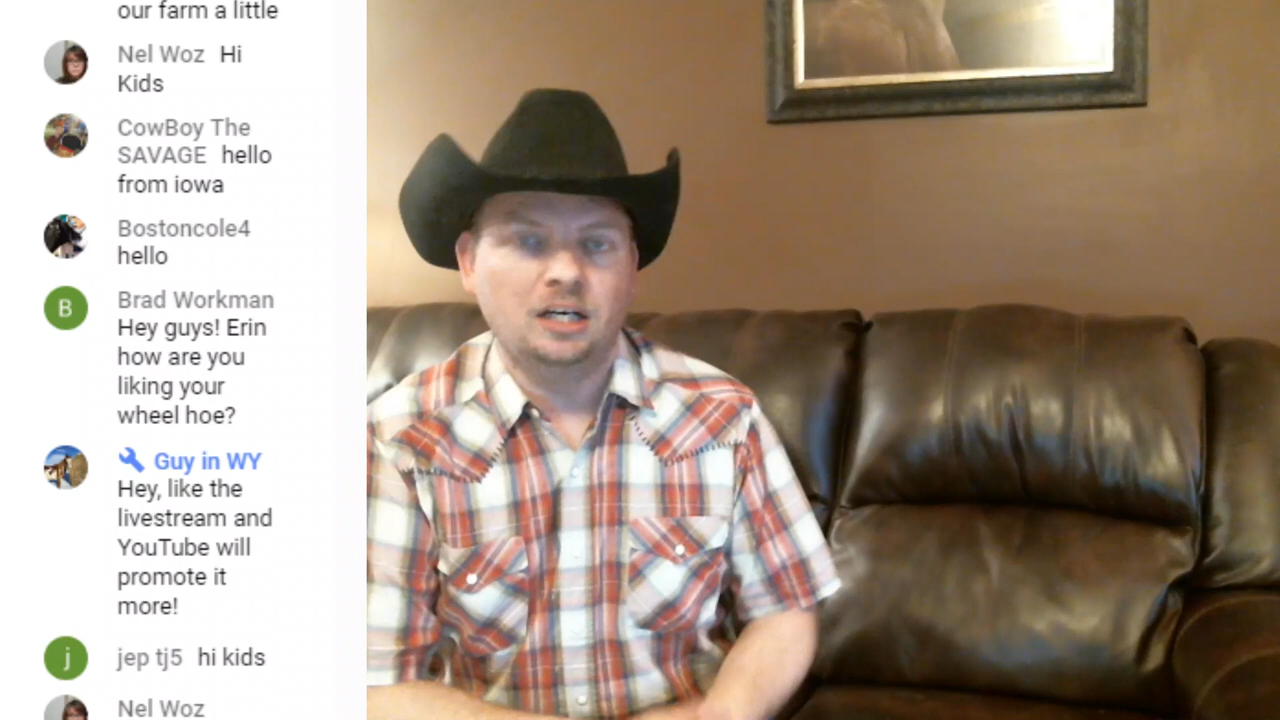 our farm a little
Nel Woz Hi
Kids
CowBoy The
SAVAGE hello
from iowa
Bostoncole4
hello
B
Brad Workman
Hey guys! Erin
how are you
liking your
wheel hoe?
Guy in WY
Hey, like the
livestream and
YouTube will
promote it
more!
j
jep tj5 hi kids
Nel Woz